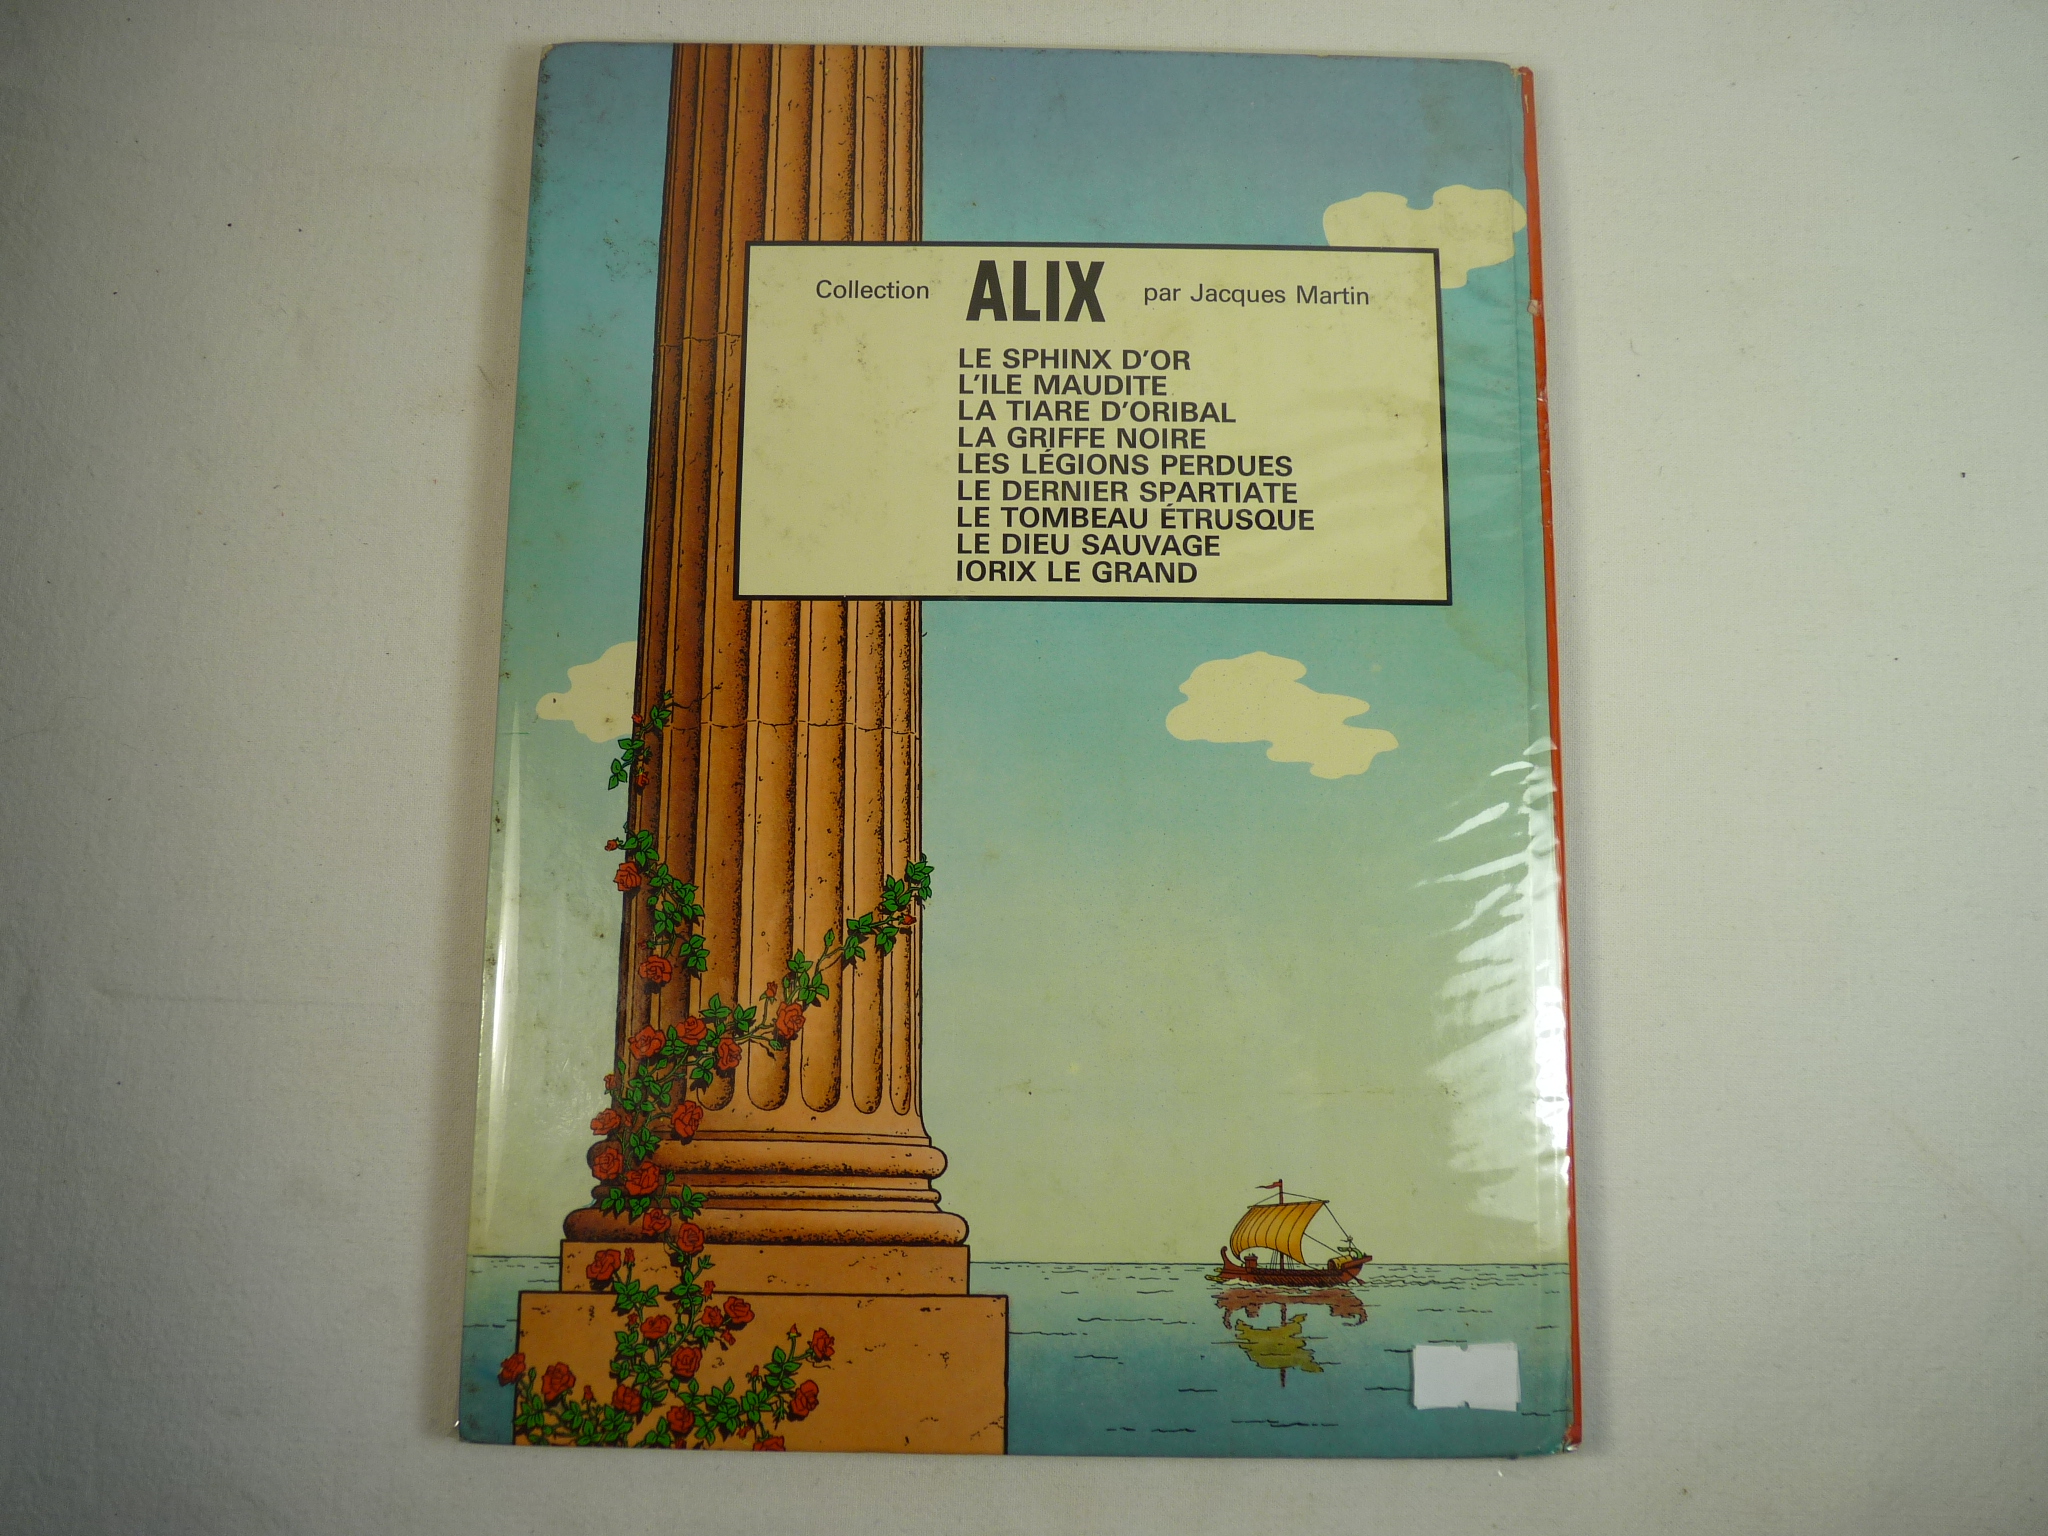 Collection ALIX par Jacques Martin
LE SPHINX D'OR
L'ILE MAUDITE
LA TIARE D'ORIBAL
LA GRIFFE NOIRE
LES LÉGIONS PERDUES
LE DERNIER SPARTIATE
LE TOMBEAU ÉTRUSQUE
LE DIEU SAUVAGE
IORIX LE GRAND